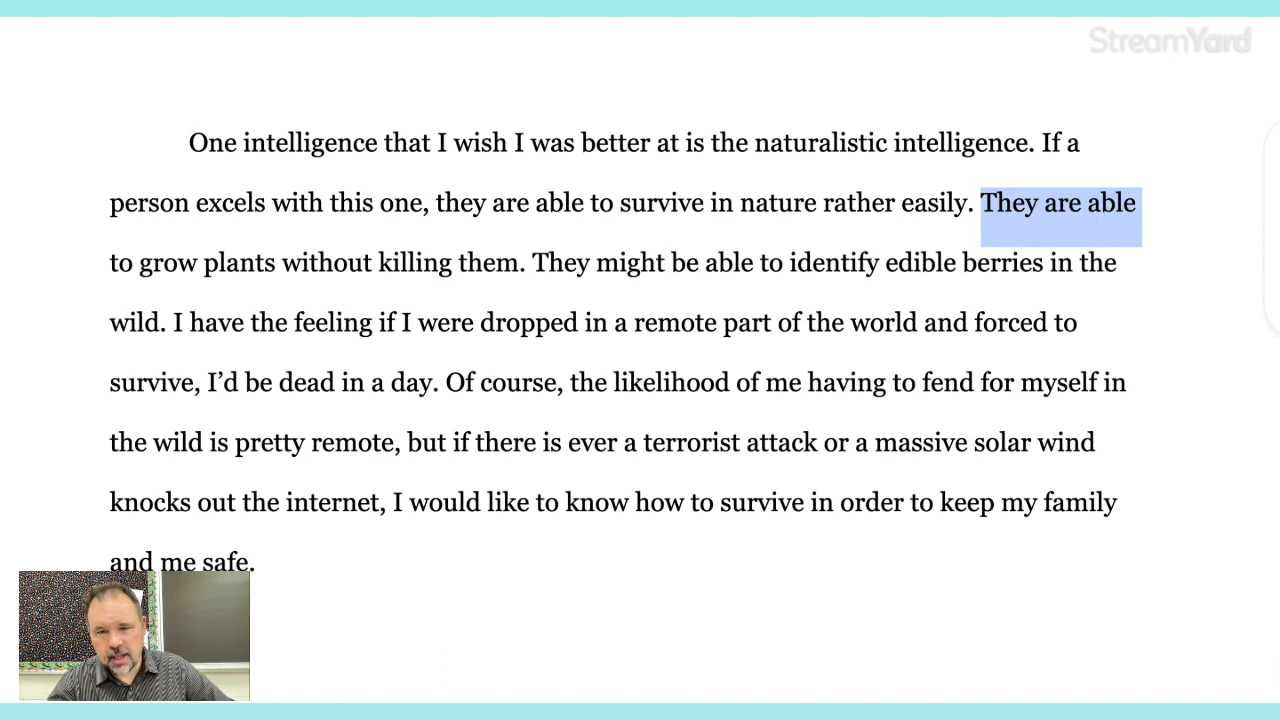 StreamYard
One intelligence that I wish I was better at is the naturalistic intelligence. If a
person excels with this one, they are able to survive in nature rather easily. They are able
to grow plants without killing them. They might be able to identify edible berries in the
wild. I have the feeling if I were dropped in a remote part of the world and forced to
survive, I’d be dead in a day. Of course, the likelihood of me having to fend for myself in
the wild is pretty remote, but if there is ever a terrorist attack or a massive solar wind
knocks out the internet, I would like to know how to survive in order to keep my family
and me safe.